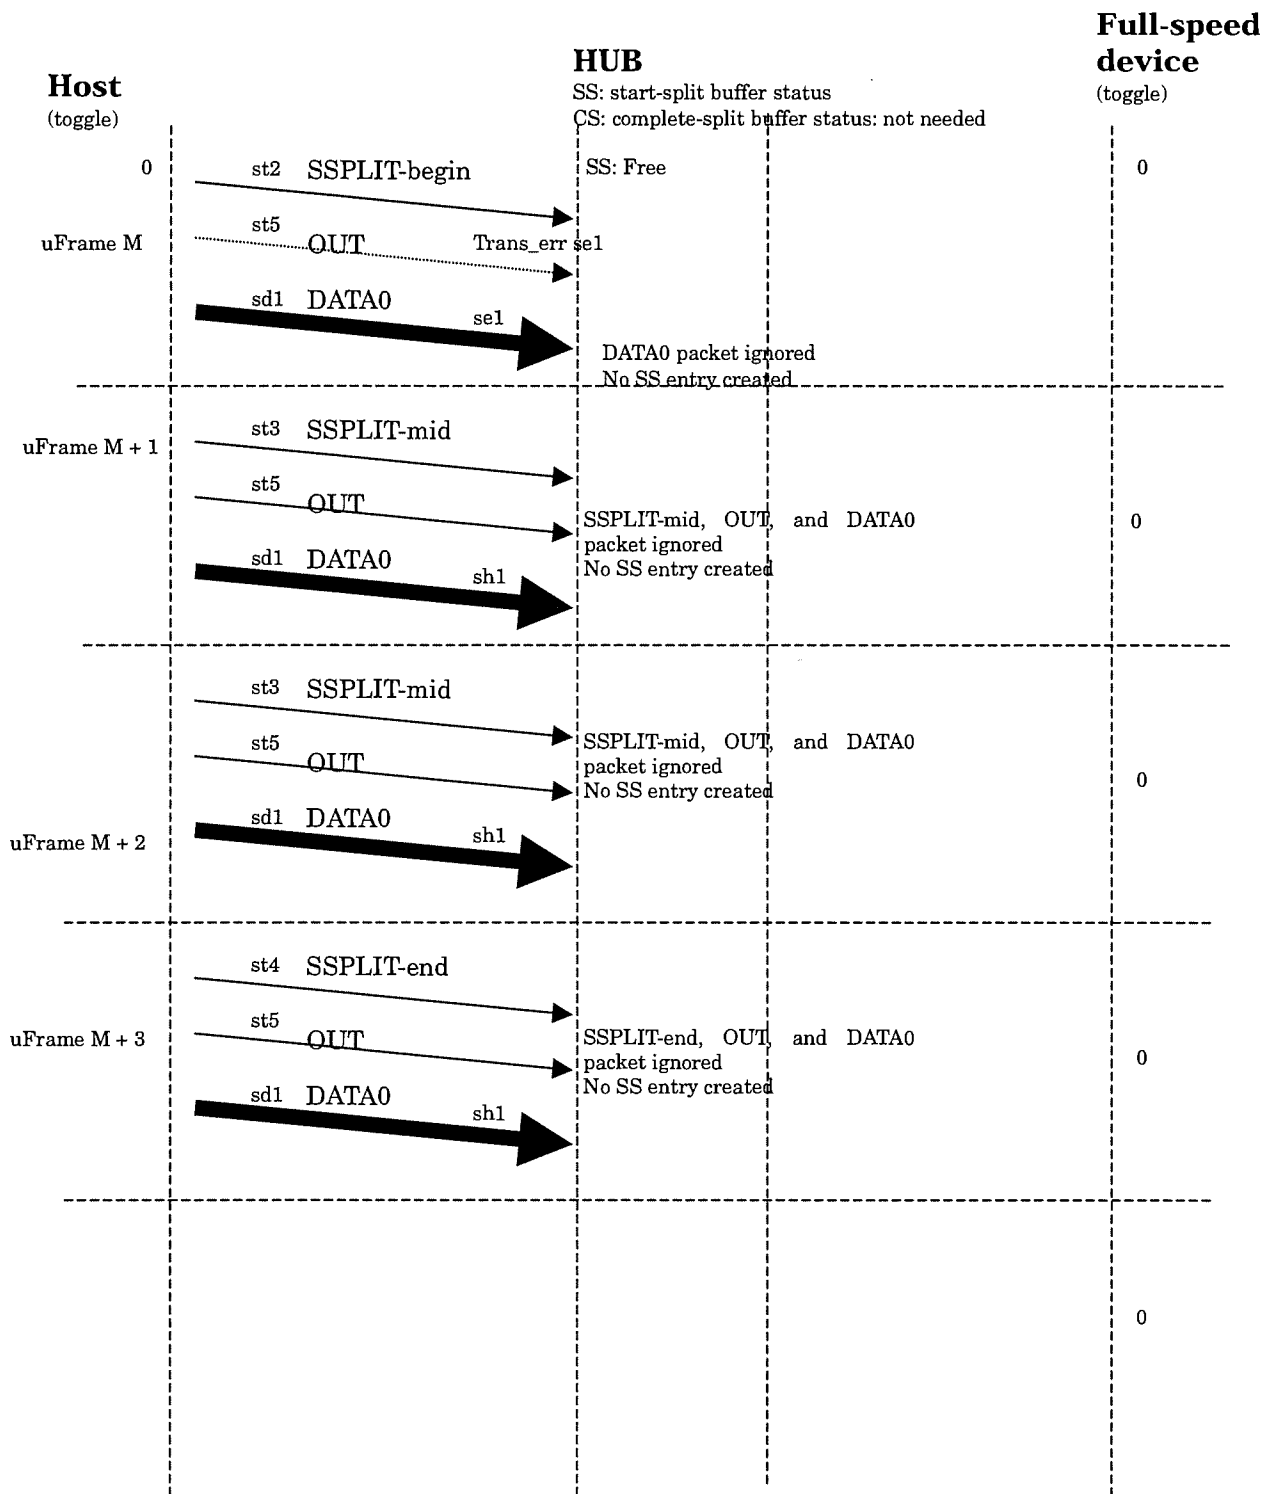 Full-speed
device
(toggle)
HUB
SS: start-split buffer status
CS: complete-split buffer status: not needed
Host
(toggle)
0
st2 SSPLIT-begin
SS: Free
0
uFrame M
st5 OUT
Trans_err se1
sd1 DATA0
se1
DATA0 packet ignored
No SS entry created
uFrame M + 1
st3 SSPLIT-mid
st5 OUT
SSPLIT-mid, OUT, and DATA0
packet ignored
No SS entry created
0
sd1 DATA0
sh1
st3 SSPLIT-mid
st5 OUT
SSPLIT-mid, OUT, and DATA0
packet ignored
No SS entry created
0
sd1 DATA0
sh1
uFrame M + 2
st4 SSPLIT-end
st5 OUT
uFrame M + 3
SSPLIT-end, OUT, and DATA0
packet ignored
No SS entry created
0
sd1 DATA0
sh1
0